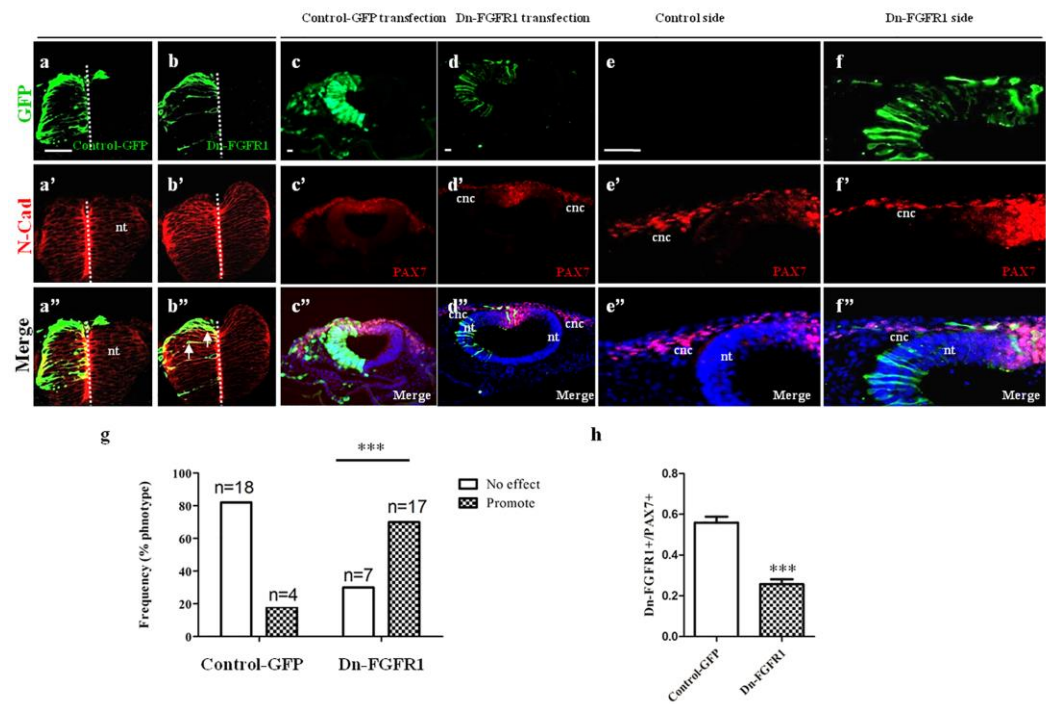 Control-GFP transfection Dn-FGFR1 transfection Control side Dn-FGFR1 side
GFP
a b c d e f
Control-GFP Dn-FGFR1
N-Cad
a’ b’ c’ d’ e’ f’
nt cnc cnc cnc cnc
PAX7 PAX7 PAX7 PAX7
Merge
a’’ b’’ c’’ d’’ e’’ f’’
nt cnc nt cnc cnc nt cnc nt
Merge Merge Merge Merge
g
***
Frequency (% phnotype)
100
80
60
40
20
0
n=18
n=4
n=7
n=17
No effect
Promote
Control-GFP Dn-FGFR1
h
Dn-FGFR1+/PAX7+
0.8
0.6
0.4
0.2
0.0
***
Control-GFP
Dn-FGFR1